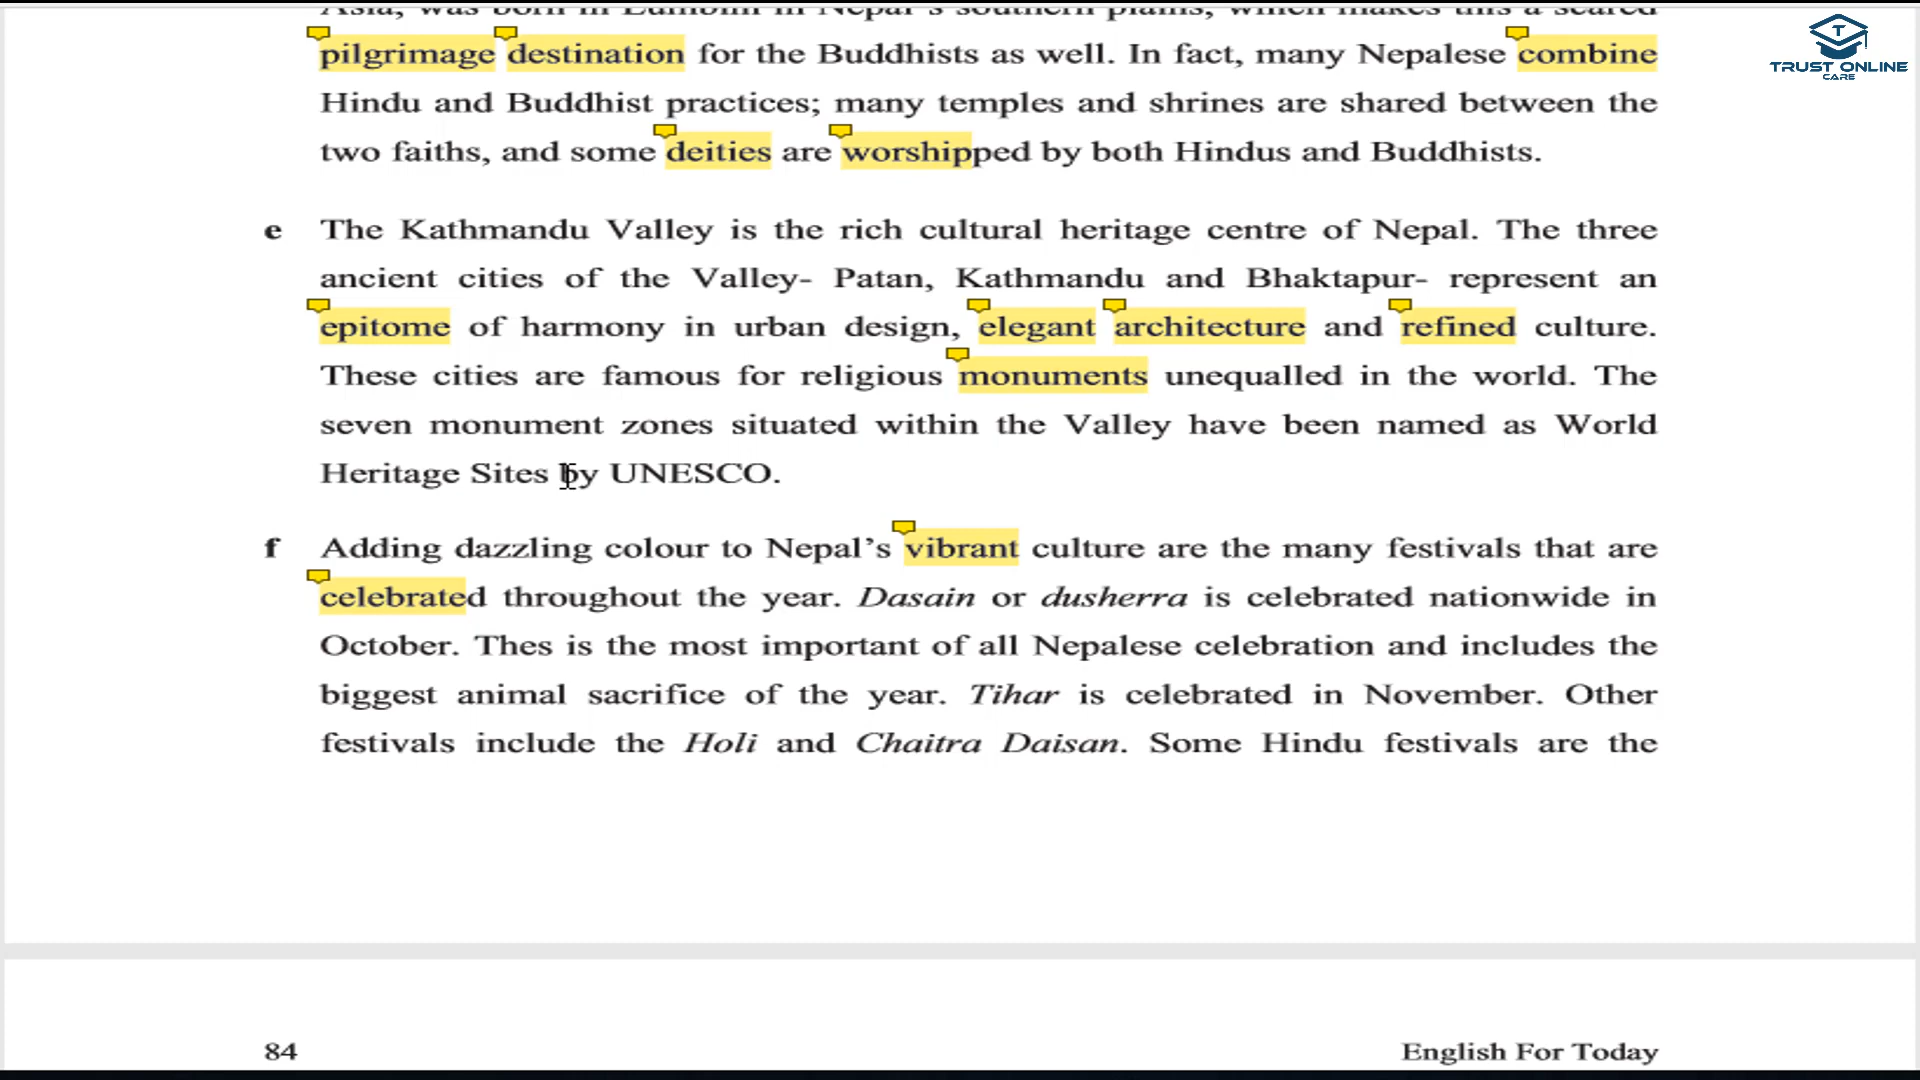 Asia, was born in Lumbini in Nepal's southern plains, which makes this a scared
pilgrimage destination for the Buddhists as well. In fact, many Nepalese combine
Hindu and Buddhist practices; many temples and shrines are shared between the
two faiths, and some deities are worshipped by both Hindus and Buddhists.
e The Kathmandu Valley is the rich cultural heritage centre of Nepal. The three
ancient cities of the Valley- Patan, Kathmandu and Bhaktapur- represent an
epitome of harmony in urban design, elegant architecture and refined culture.
These cities are famous for religious monuments unequalled in the world. The
seven monument zones situated within the Valley have been named as World
Heritage Sites by UNESCO.
f Adding dazzling colour to Nepal's vibrant culture are the many festivals that are
celebrated throughout the year. Dasain or dusherra is celebrated nationwide in
October. Thes is the most important of all Nepalese celebration and includes the
biggest animal sacrifice of the year. Tihar is celebrated in November. Other
festivals include the Holi and Chaitra Daisan. Some Hindu festivals are the
84 English For Today
T
TRUST ONLINE
CARE